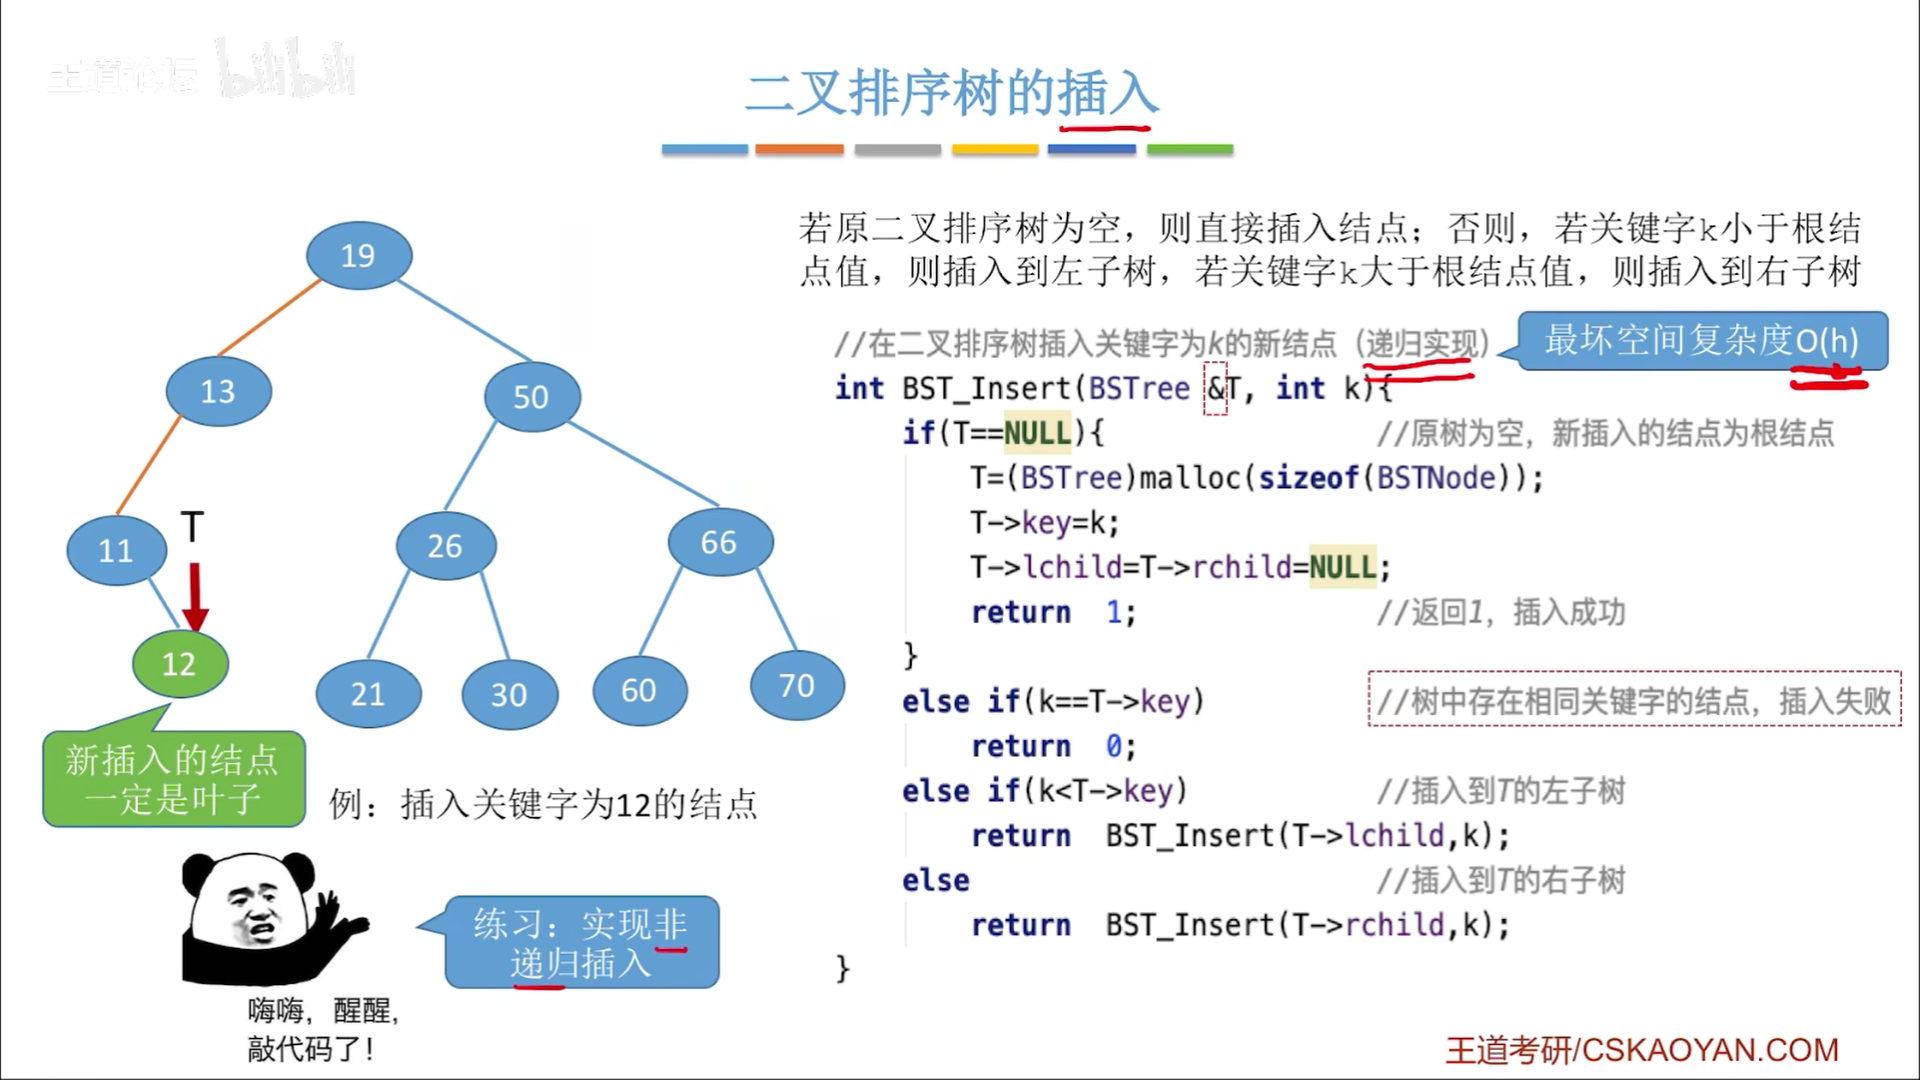 王道论坛 bilibili
二叉排序树的插入
若原二叉排序树为空，则直接插入结点；否则，若关键字k小于根结
点值，则插入到左子树，若关键字k大于根结点值，则插入到右子树
19
13
50
11
T
26
66
12
21
30
60
70
新插入的结点
一定是叶子
例：插入关键字为12的结点
练习：实现非
递归插入
嗨嗨，醒醒，
敲代码了！
//在二叉排序树插入关键字为k的新结点（递归实现）
最坏空间复杂度O(h)
int BST_Insert(BSTree &T, int k){
if(T==NULL){ //原树为空，新插入的结点为根结点
T=(BSTree)malloc(sizeof(BSTNode));
T->key=k;
T->lchild=T->rchild=NULL;
return 1; //返回1，插入成功
}
else if(k==T->key) //树中存在相同关键字的结点，插入失败
return 0;
else if(k<T->key) //插入到T的左子树
return BST_Insert(T->lchild,k);
else //插入到T的右子树
return BST_Insert(T->rchild,k);
}
王道考研/CSKAOYAN.COM